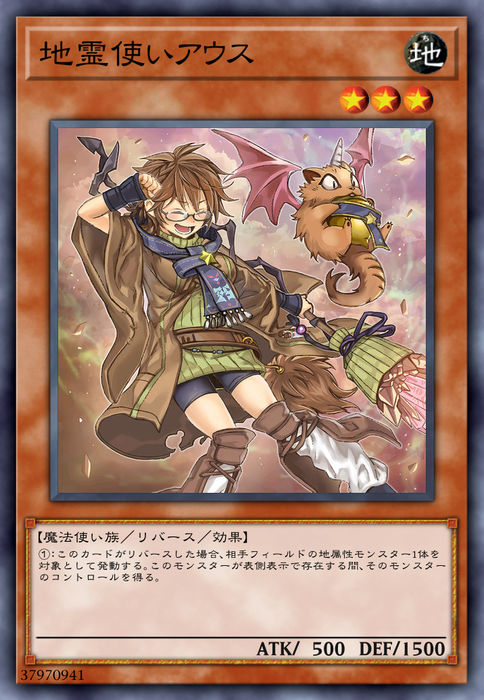 地霊使いアウス
ち
地
【魔法使い族／リバース／効果】
①：このカードがリバースした場合、相手フィールドの地属性モンスター1体を
対象として発動する。このモンスターが表側表示で存在する間、そのモンスター
のコントロールを得る。
ATK/ 500 DEF/1500
37970941